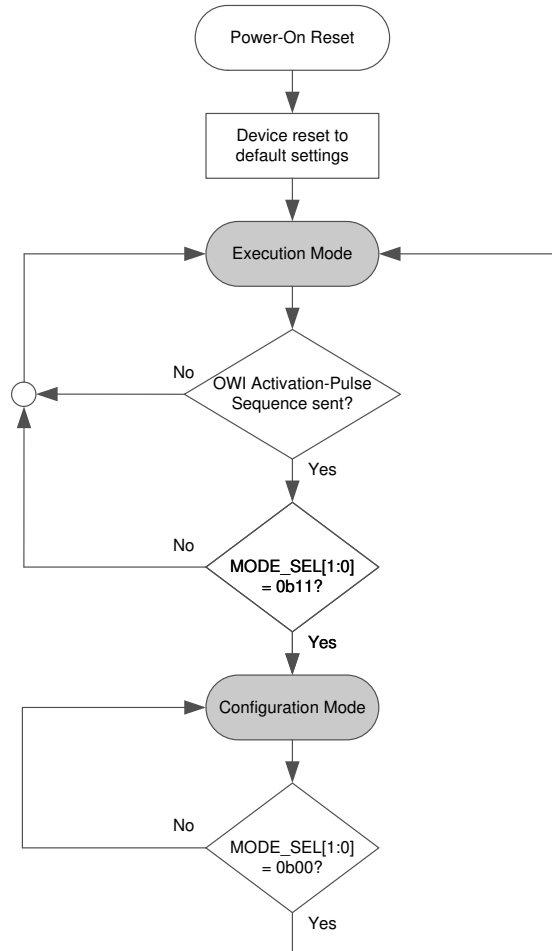 Power-On Reset
Device reset to
default settings
Execution Mode
No
OWI Activation-Pulse
Sequence sent?
Yes
No
MODE_SEL[1:0]
= 0b11?
Yes
Configuration Mode
No
MODE_SEL[1:0]
= 0b00?
Yes